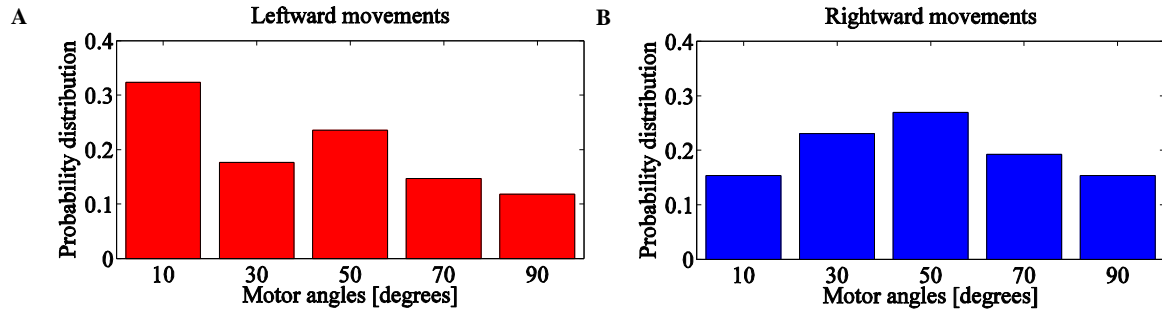 A
Leftward movements
Probability distribution
0.4
0.3
0.2
0.1
0
10 30 50 70 90
Motor angles [degrees]
B
Rightward movements
Probability distribution
0.4
0.3
0.2
0.1
0
10 30 50 70 90
Motor angles [degrees]